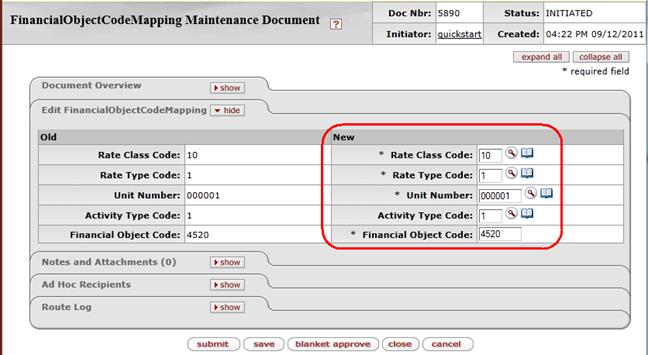 FinancialObjectCodeMapping Maintenance Document ?
Doc Nbr: 5890 Status: INITIATED
Initiator: quickstart Created: 04:22 PM 09/12/2011
expand all collapse all
* required field
Document Overview show
Edit FinancialObjectCodeMapping hide
Old New
Rate Class Code: 10 * Rate Class Code: 10
Rate Type Code: 1 * Rate Type Code: 1
Unit Number: 000001 * Unit Number: 000001
Activity Type Code: 1 Activity Type Code: 1
Financial Object Code: 4520 * Financial Object Code: 4520
Notes and Attachments (0) show
Ad Hoc Recipients show
Route Log show
submit save blanket approve close cancel